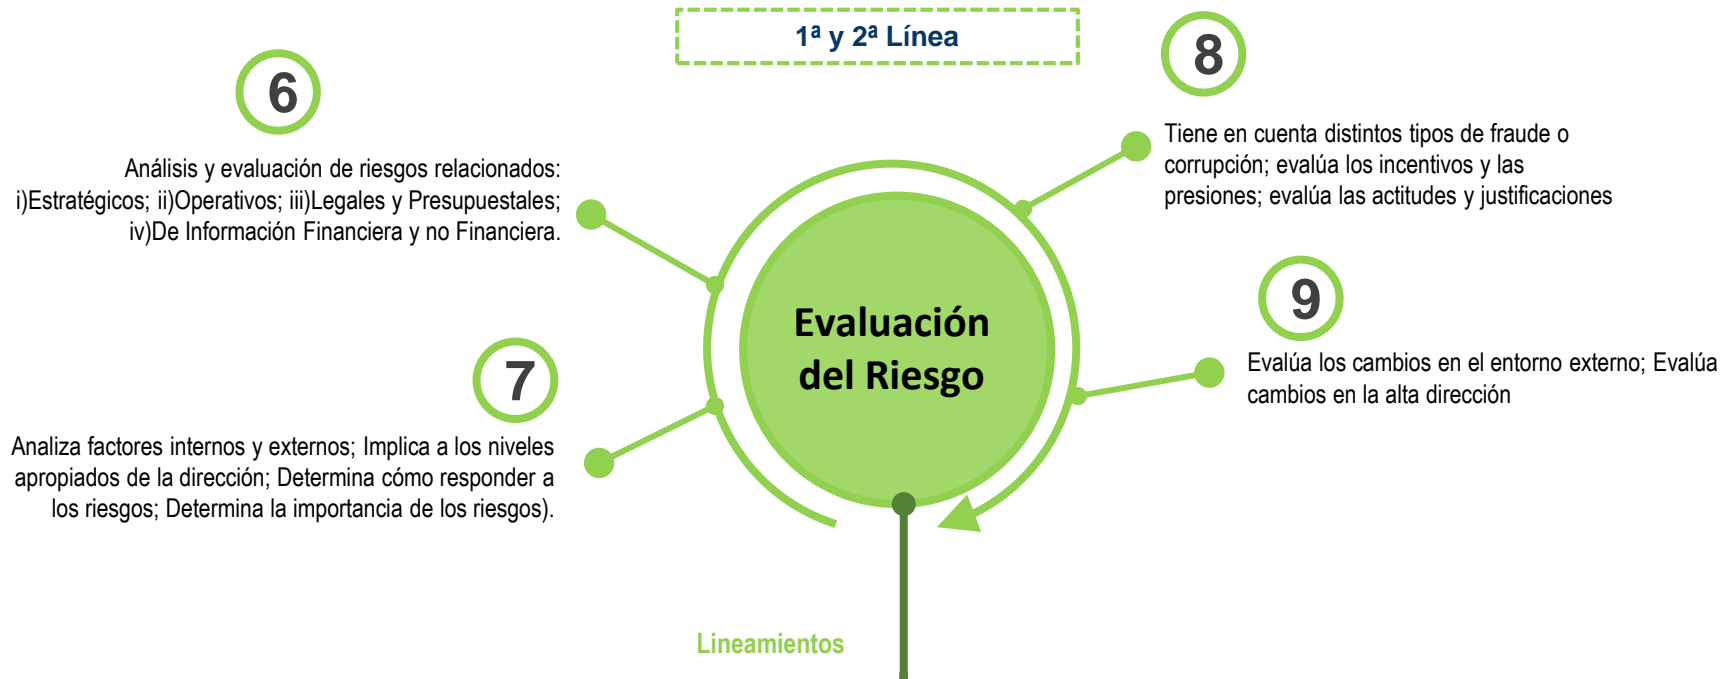 1ª y 2ª Línea
6
Análisis y evaluación de riesgos relacionados:
i)Estratégicos; ii)Operativos; iii)Legales y Presupuestales;
iv)De Información Financiera y no Financiera.
7
Analiza factores internos y externos; Implica a los niveles
apropiados de la dirección; Determina cómo responder a
los riesgos; Determina la importancia de los riesgos).
Evaluación
del Riesgo
8
Tiene en cuenta distintos tipos de fraude o
corrupción; evalúa los incentivos y las
presiones; evalúa las actitudes y justificaciones
9
Evalúa los cambios en el entorno externo; Evalúa
cambios en la alta dirección
Lineamientos